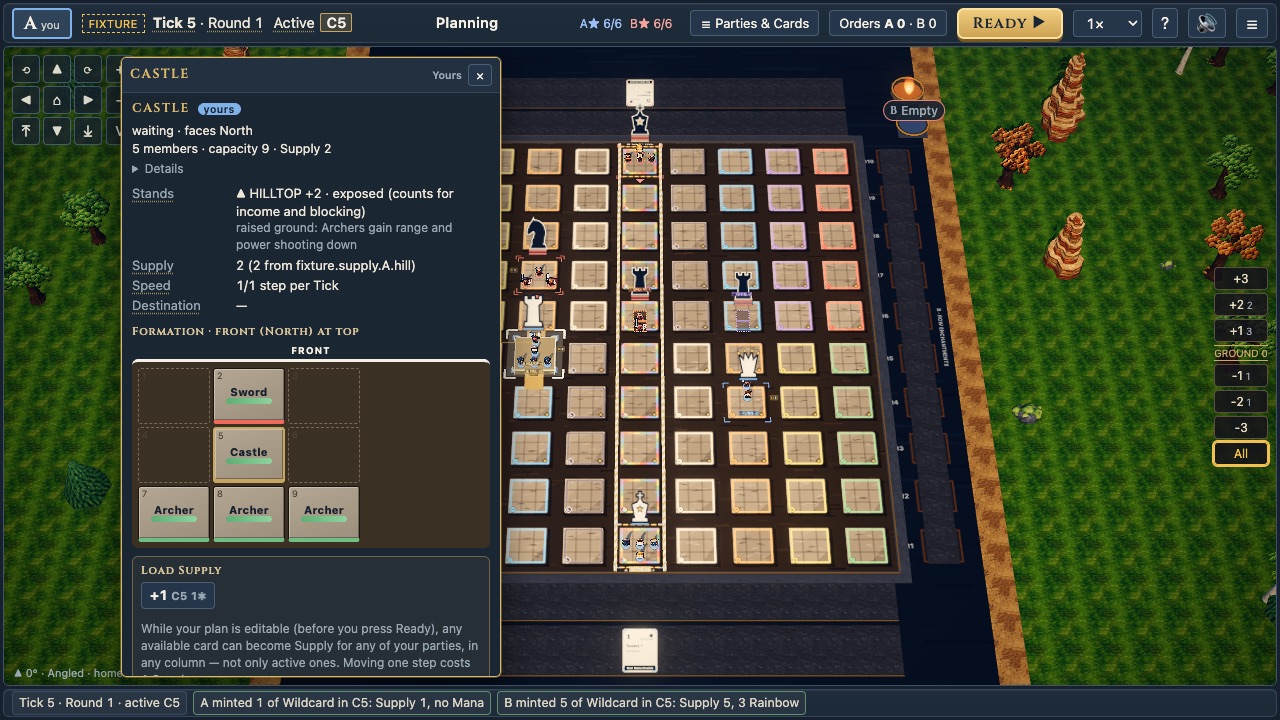 A you FIXTURE Tick 5 · Round 1 Active C5 Planning A★ 6/6 B★ 6/6 ≡ Parties & Cards Orders A 0 · B 0 READY ▶ 1× ? ≡
CASTLE Yours ×
CASTLE yours
waiting · faces North
5 members · capacity 9 · Supply 2
▶ Details
Stands ▲ HILLTOP +2 · exposed (counts for
income and blocking)
raised ground: Archers gain range and
power shooting down
Supply 2 (2 from fixture.supply.A.hill)
Speed 1/1 step per Tick
Destination —
FORMATION · FRONT (NORTH) AT TOP
FRONT
2
Sword
5
Castle
7 8 9
Archer Archer Archer
LOAD SUPPLY
+1 C5 1✱
While your plan is editable (before you press Ready), any
available card can become Supply for any of your parties, in
any column — not only active ones. Moving one step costs
B Empty
+3
+2 2
+1 3
GROUND 0
-1 1
-2 1
-3
All
▲ 0° · Angled · home
Tick 5 · Round 1 · active C5 A minted 1 of Wildcard in C5: Supply 1, no Mana B minted 5 of Wildcard in C5: Supply 5, 3 Rainbow